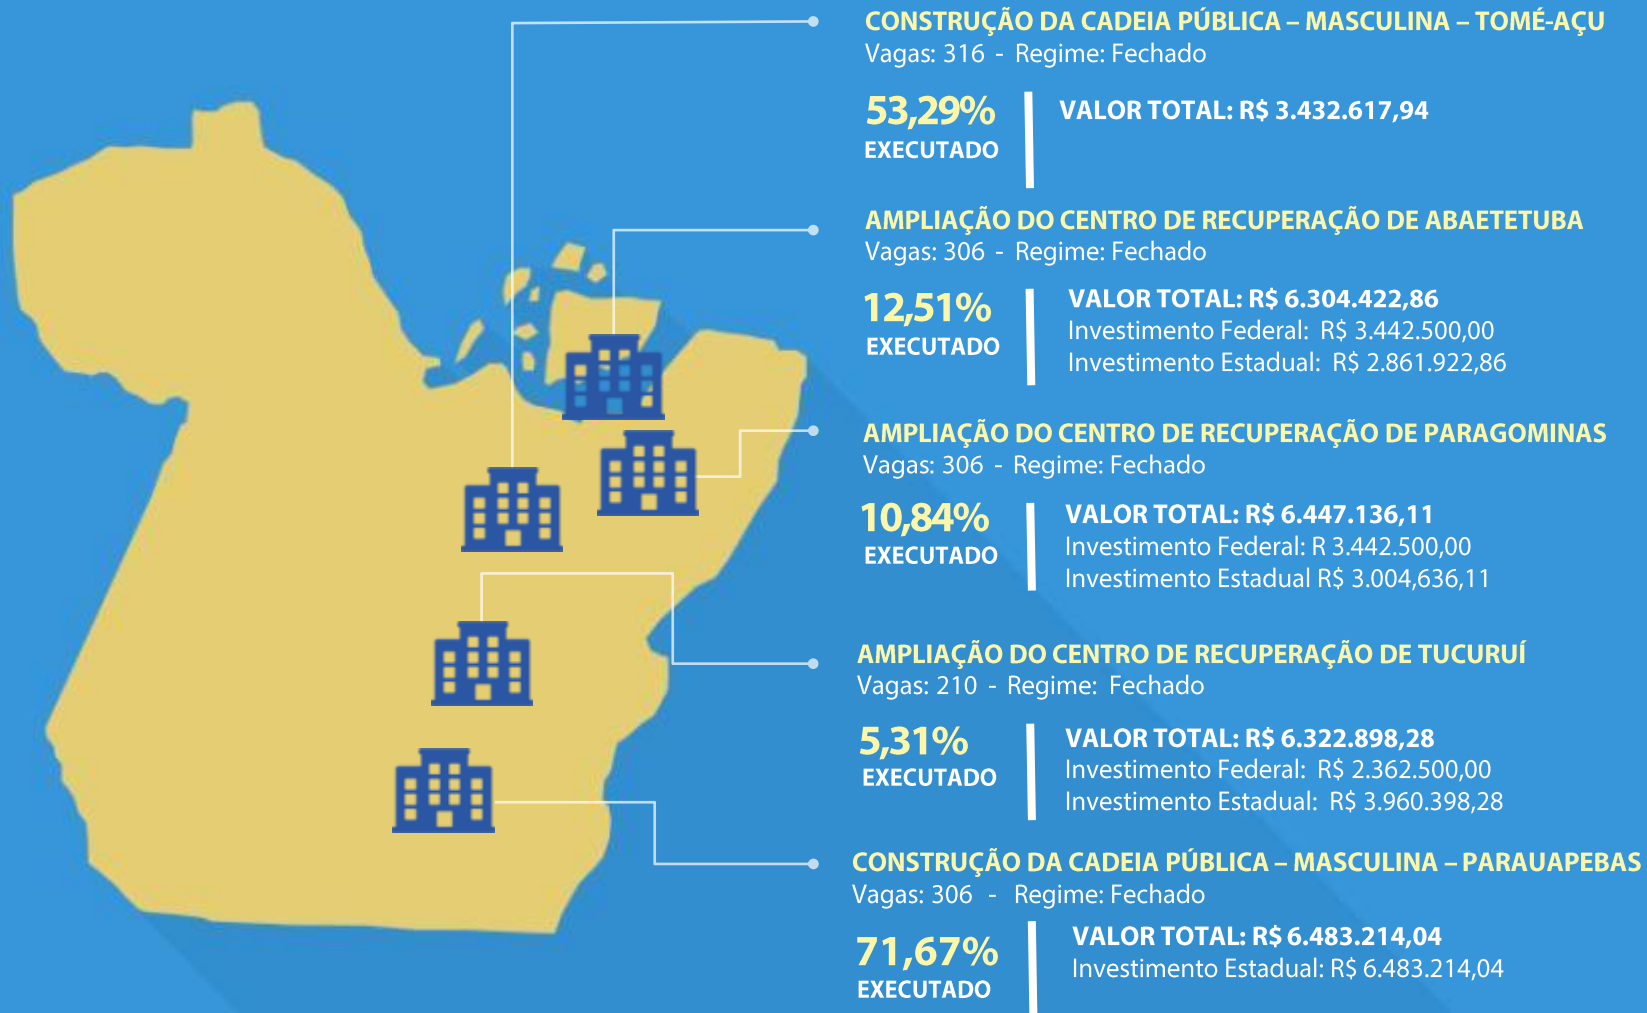 CONSTRUÇÃO DA CADEIA PÚBLICA – MASCULINA – TOMÉ-AÇU
Vagas: 316 - Regime: Fechado
53,29%
EXECUTADO
VALOR TOTAL: R$ 3.432.617,94
AMPLIAÇÃO DO CENTRO DE RECUPERAÇÃO DE ABAETETUBA
Vagas: 306 - Regime: Fechado
12,51%
EXECUTADO
VALOR TOTAL: R$ 6.304.422,86
Investimento Federal: R$ 3.442.500,00
Investimento Estadual: R$ 2.861.922,86
AMPLIAÇÃO DO CENTRO DE RECUPERAÇÃO DE PARAGOMINAS
Vagas: 306 - Regime: Fechado
10,84%
EXECUTADO
VALOR TOTAL: R$ 6.447.136,11
Investimento Federal: R 3.442.500,00
Investimento Estadual R$ 3.004,636,11
AMPLIAÇÃO DO CENTRO DE RECUPERAÇÃO DE TUCURUÍ
Vagas: 210 - Regime: Fechado
5,31%
EXECUTADO
VALOR TOTAL: R$ 6.322.898,28
Investimento Federal: R$ 2.362.500,00
Investimento Estadual: R$ 3.960.398,28
CONSTRUÇÃO DA CADEIA PÚBLICA – MASCULINA – PARAUAPEBAS
Vagas: 306 - Regime: Fechado
71,67%
EXECUTADO
VALOR TOTAL: R$ 6.483.214,04
Investimento Estadual: R$ 6.483.214,04